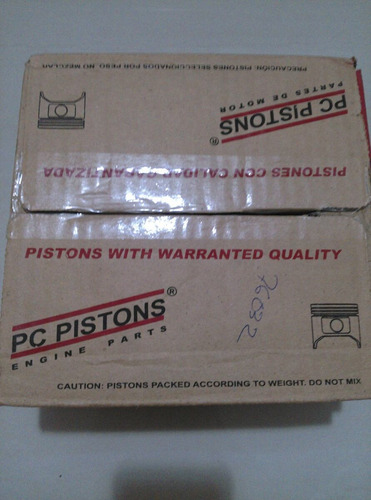 PRECAUCIÓN: PISTONES SELECCIONADOS POR PESO. NO MEZCLAR
PC PISTONS®
PARTES DE MOTOR
PISTONES CON CALIDAD GARANTIZADA
PISTONS WITH WARRANTED QUALITY
PC PISTONS®
ENGINE PARTS
CAUTION: PISTONS PACKED ACCORDING TO WEIGHT. DO NOT MIX